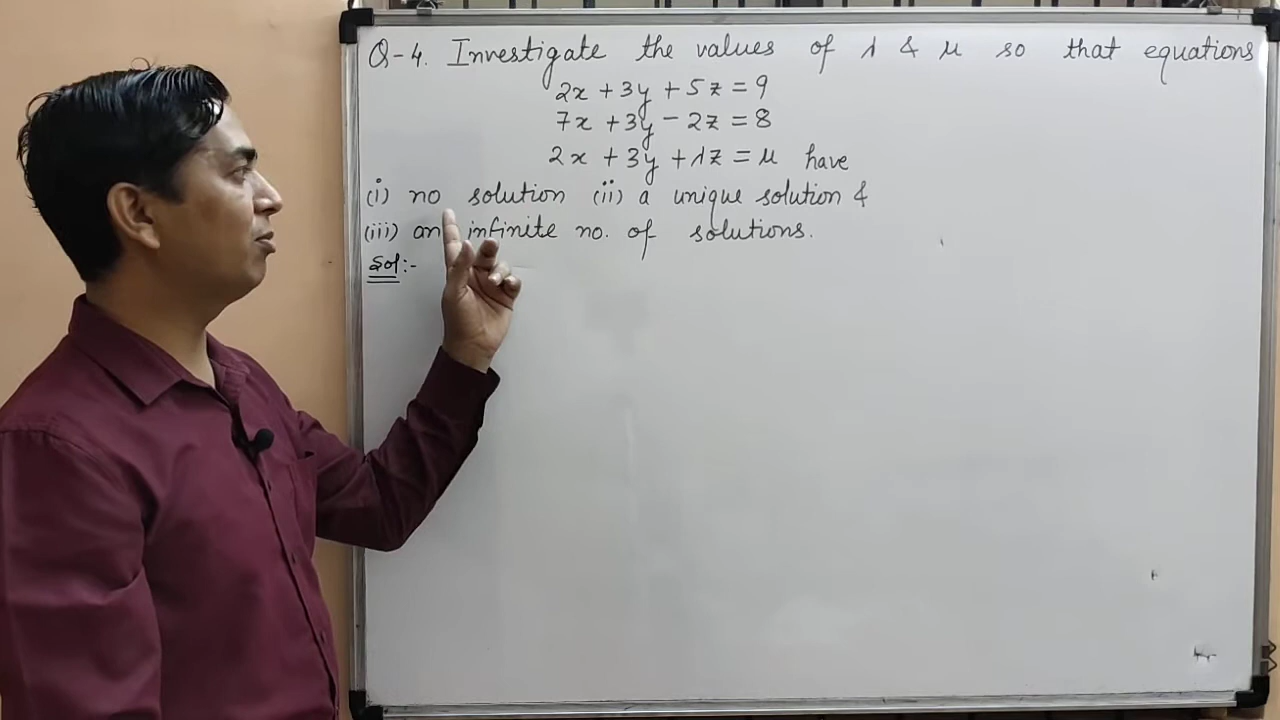 Q-4. Investigate the values of λ & μ so that equations
2x + 3y + 5z = 9
7x + 3y - 2z = 8
2x + 3y + λz = μ have
(i) no solution (ii) a unique solution &
(iii) an infinite no. of solutions.
Sol:-